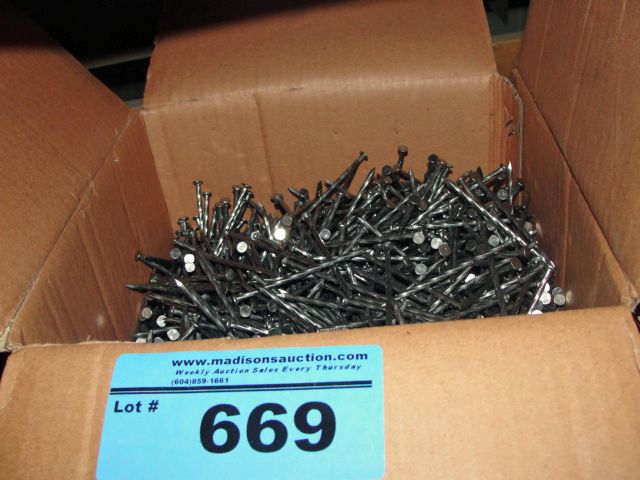 www.madisonsauction.com
Weekly Auction Sales Every Thursday
(604)859-1661
Lot # 669